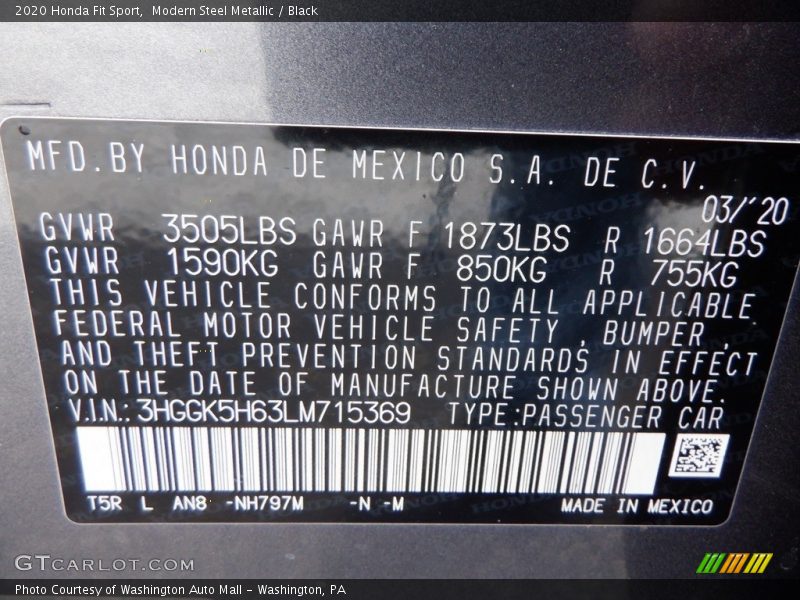 2020 Honda Fit Sport,  Modern Steel Metallic / Black
MFD.BY HONDA DE MEXICO S.A. DE C.V.
03/'20
GVWR 3505LBS GAWR F 1873LBS R 1664LBS
GVWR 1590KG GAWR F 850KG R 755KG
THIS VEHICLE CONFORMS TO ALL APPLICABLE
FEDERAL MOTOR VEHICLE SAFETY , BUMPER ,
AND THEFT PREVENTION STANDARDS IN EFFECT
ON THE DATE OF MANUFACTURE SHOWN ABOVE.
V.I.N.: 3HGGK5H63LM715369 TYPE:PASSENGER CAR
T5R L AN8 -NH797M -N -M MADE IN MEXICO
GTCARLOT.COM
Photo Courtesy of Washington Auto Mall - Washington, PA